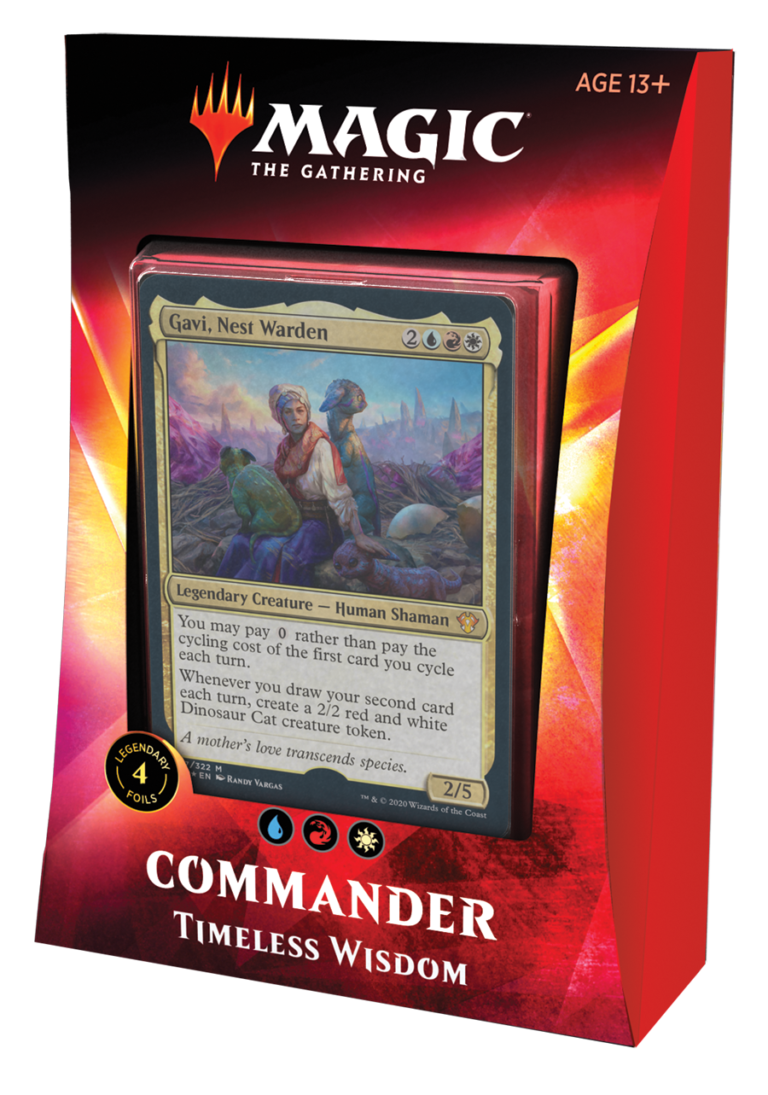 AGE 13+
MAGIC
THE GATHERING
Gavi, Nest Warden
2
Legendary Creature — Human Shaman
You may pay 0 rather than pay the
cycling cost of the first card you cycle
each turn.
Whenever you draw your second card
each turn, create a 2/2 red and white
Dinosaur Cat creature token.
A mother's love transcends species.
/322 M
EN RANDY VARGAS
2/5
™ & © 2020 Wizards of the Coast
LEGENDARY
4
FOILS
COMMANDER
TIMELESS WISDOM